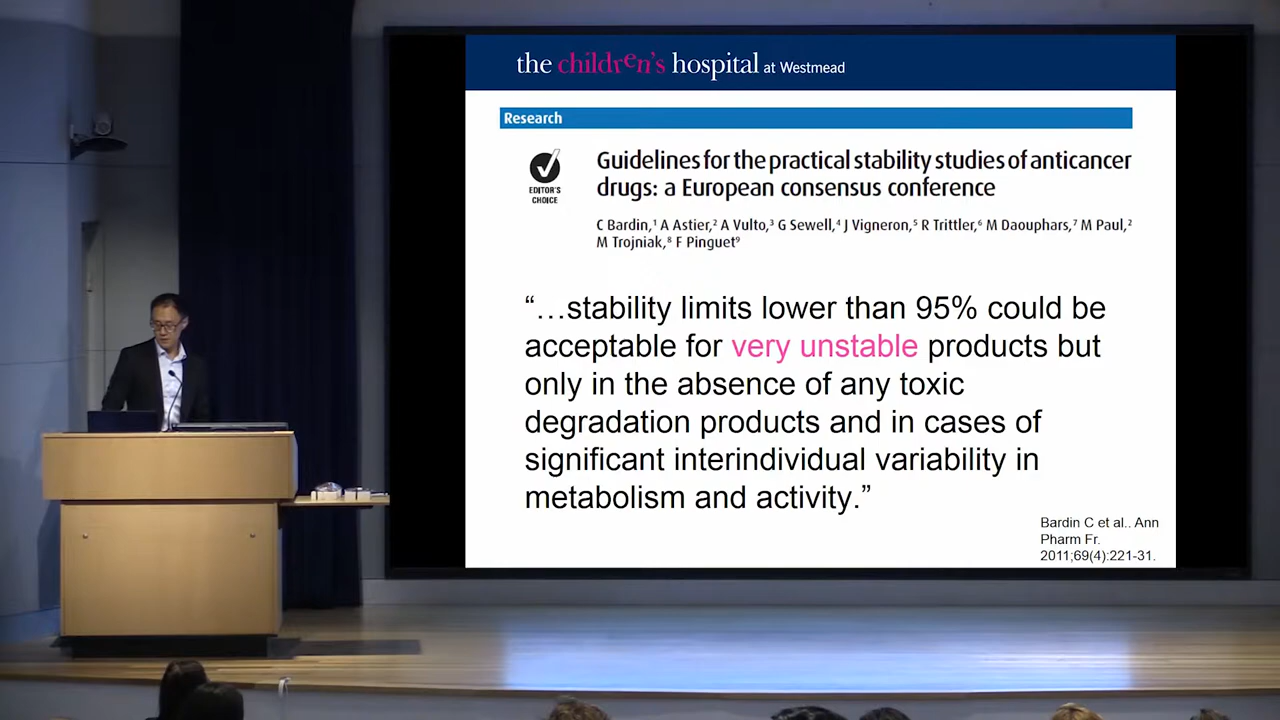 the children's hospital at Westmead
Research
EDITOR'S
CHOICE
Guidelines for the practical stability studies of anticancer
drugs: a European consensus conference
C Bardin,¹ A Astier,² A Vulto,³ G Sewell,⁴ J Vigneron,⁵ R Trittler,⁶ M Daouphars,⁷ M Paul,²
M Trojniak,⁸ F Pinguet⁹
“…stability limits lower than 95% could be
acceptable for very unstable products but
only in the absence of any toxic
degradation products and in cases of
significant interindividual variability in
metabolism and activity.”
Bardin C et al.. Ann
Pharm Fr.
2011;69(4):221-31.